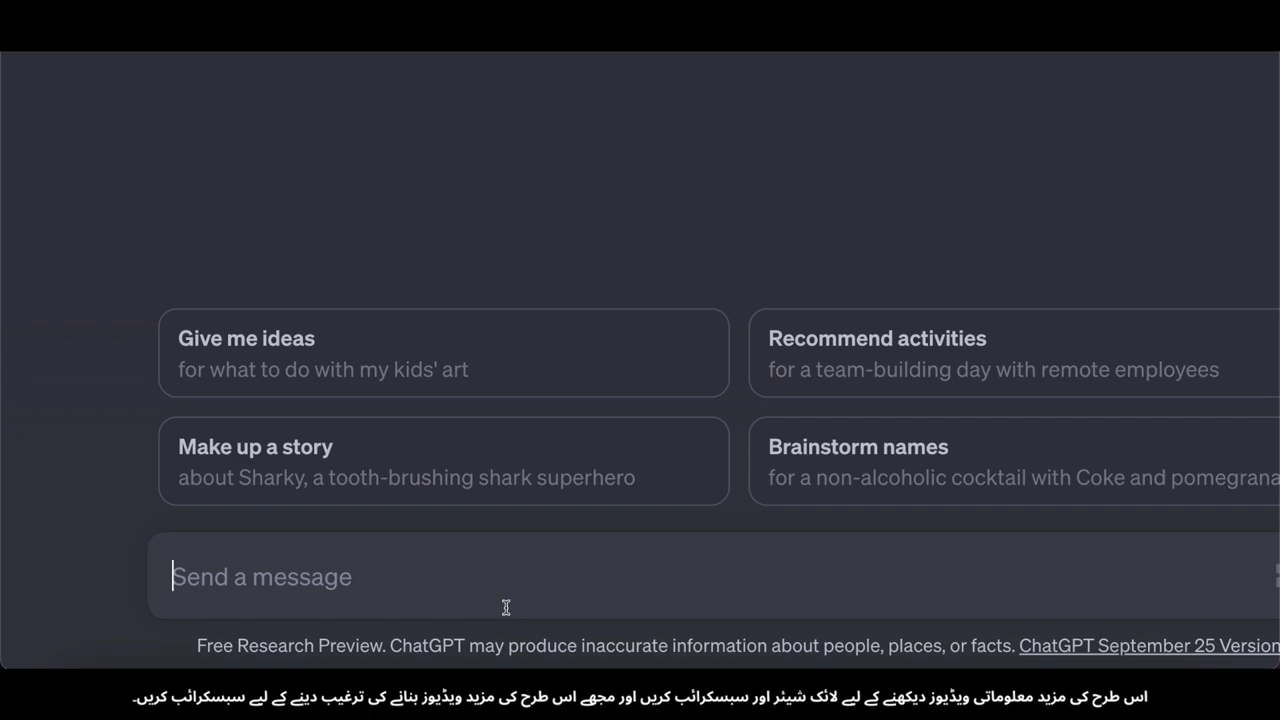 Give me ideas
for what to do with my kids' art
Recommend activities
for a team-building day with remote employees
Make up a story
about Sharky, a tooth-brushing shark superhero
Brainstorm names
for a non-alcoholic cocktail with Coke and pomegrana
Send a message
Free Research Preview. ChatGPT may produce inaccurate information about people, places, or facts. ChatGPT September 25 Version
اس طرح کی مزید معلوماتی ویڈیوز دیکھنے کے لیے لائک شیئر اور سبسکرائب کریں اور مجھے اس طرح کی مزید ویڈیوز بنانے کی ترغیب دینے کے لیے سبسکرائب کریں۔